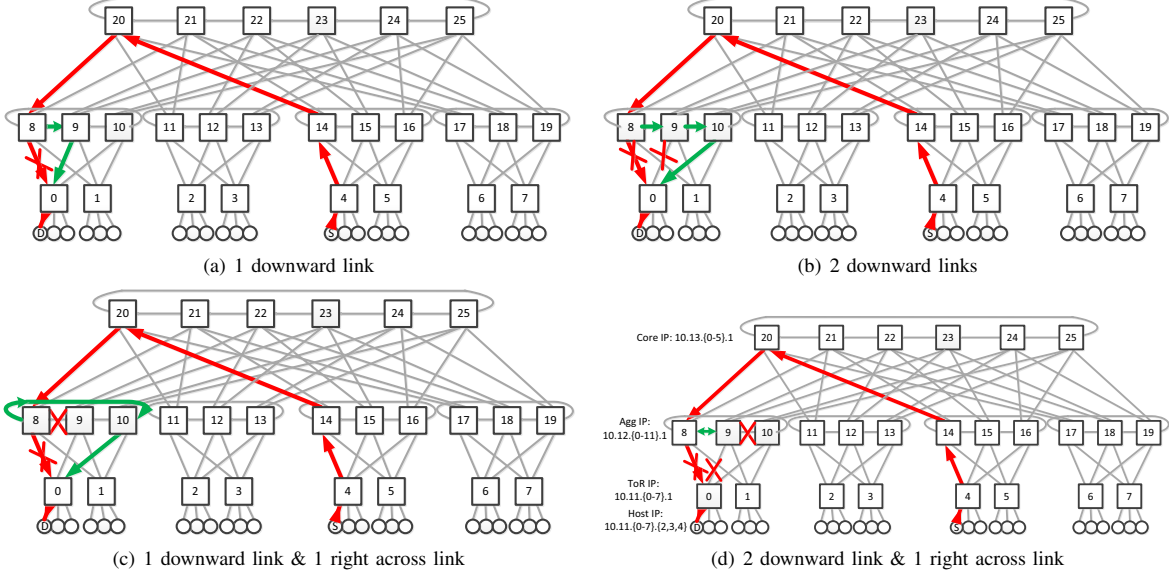 20 21 22 23 24 25
8 9 10 11 12 13 14 15 16 17 18 19
0 1 2 3 4 5 6 7
D S
(a) 1 downward link
20 21 22 23 24 25
8 9 10 11 12 13 14 15 16 17 18 19
0 1 2 3 4 5 6 7
D S
(b) 2 downward links
20 21 22 23 24 25
8 9 10 11 12 13 14 15 16 17 18 19
0 1 2 3 4 5 6 7
D S
(c) 1 downward link & 1 right across link
Core IP: 10.13.{0-5}.1
20 21 22 23 24 25
Agg IP:
10.12.{0-11}.1
8 9 10 11 12 13 14 15 16 17 18 19
ToR IP:
10.11.{0-7}.1
0 1 2 3 4 5 6 7
Host IP:
10.11.{0-7}.{2,3,4}
D S
(d) 2 downward link & 1 right across link